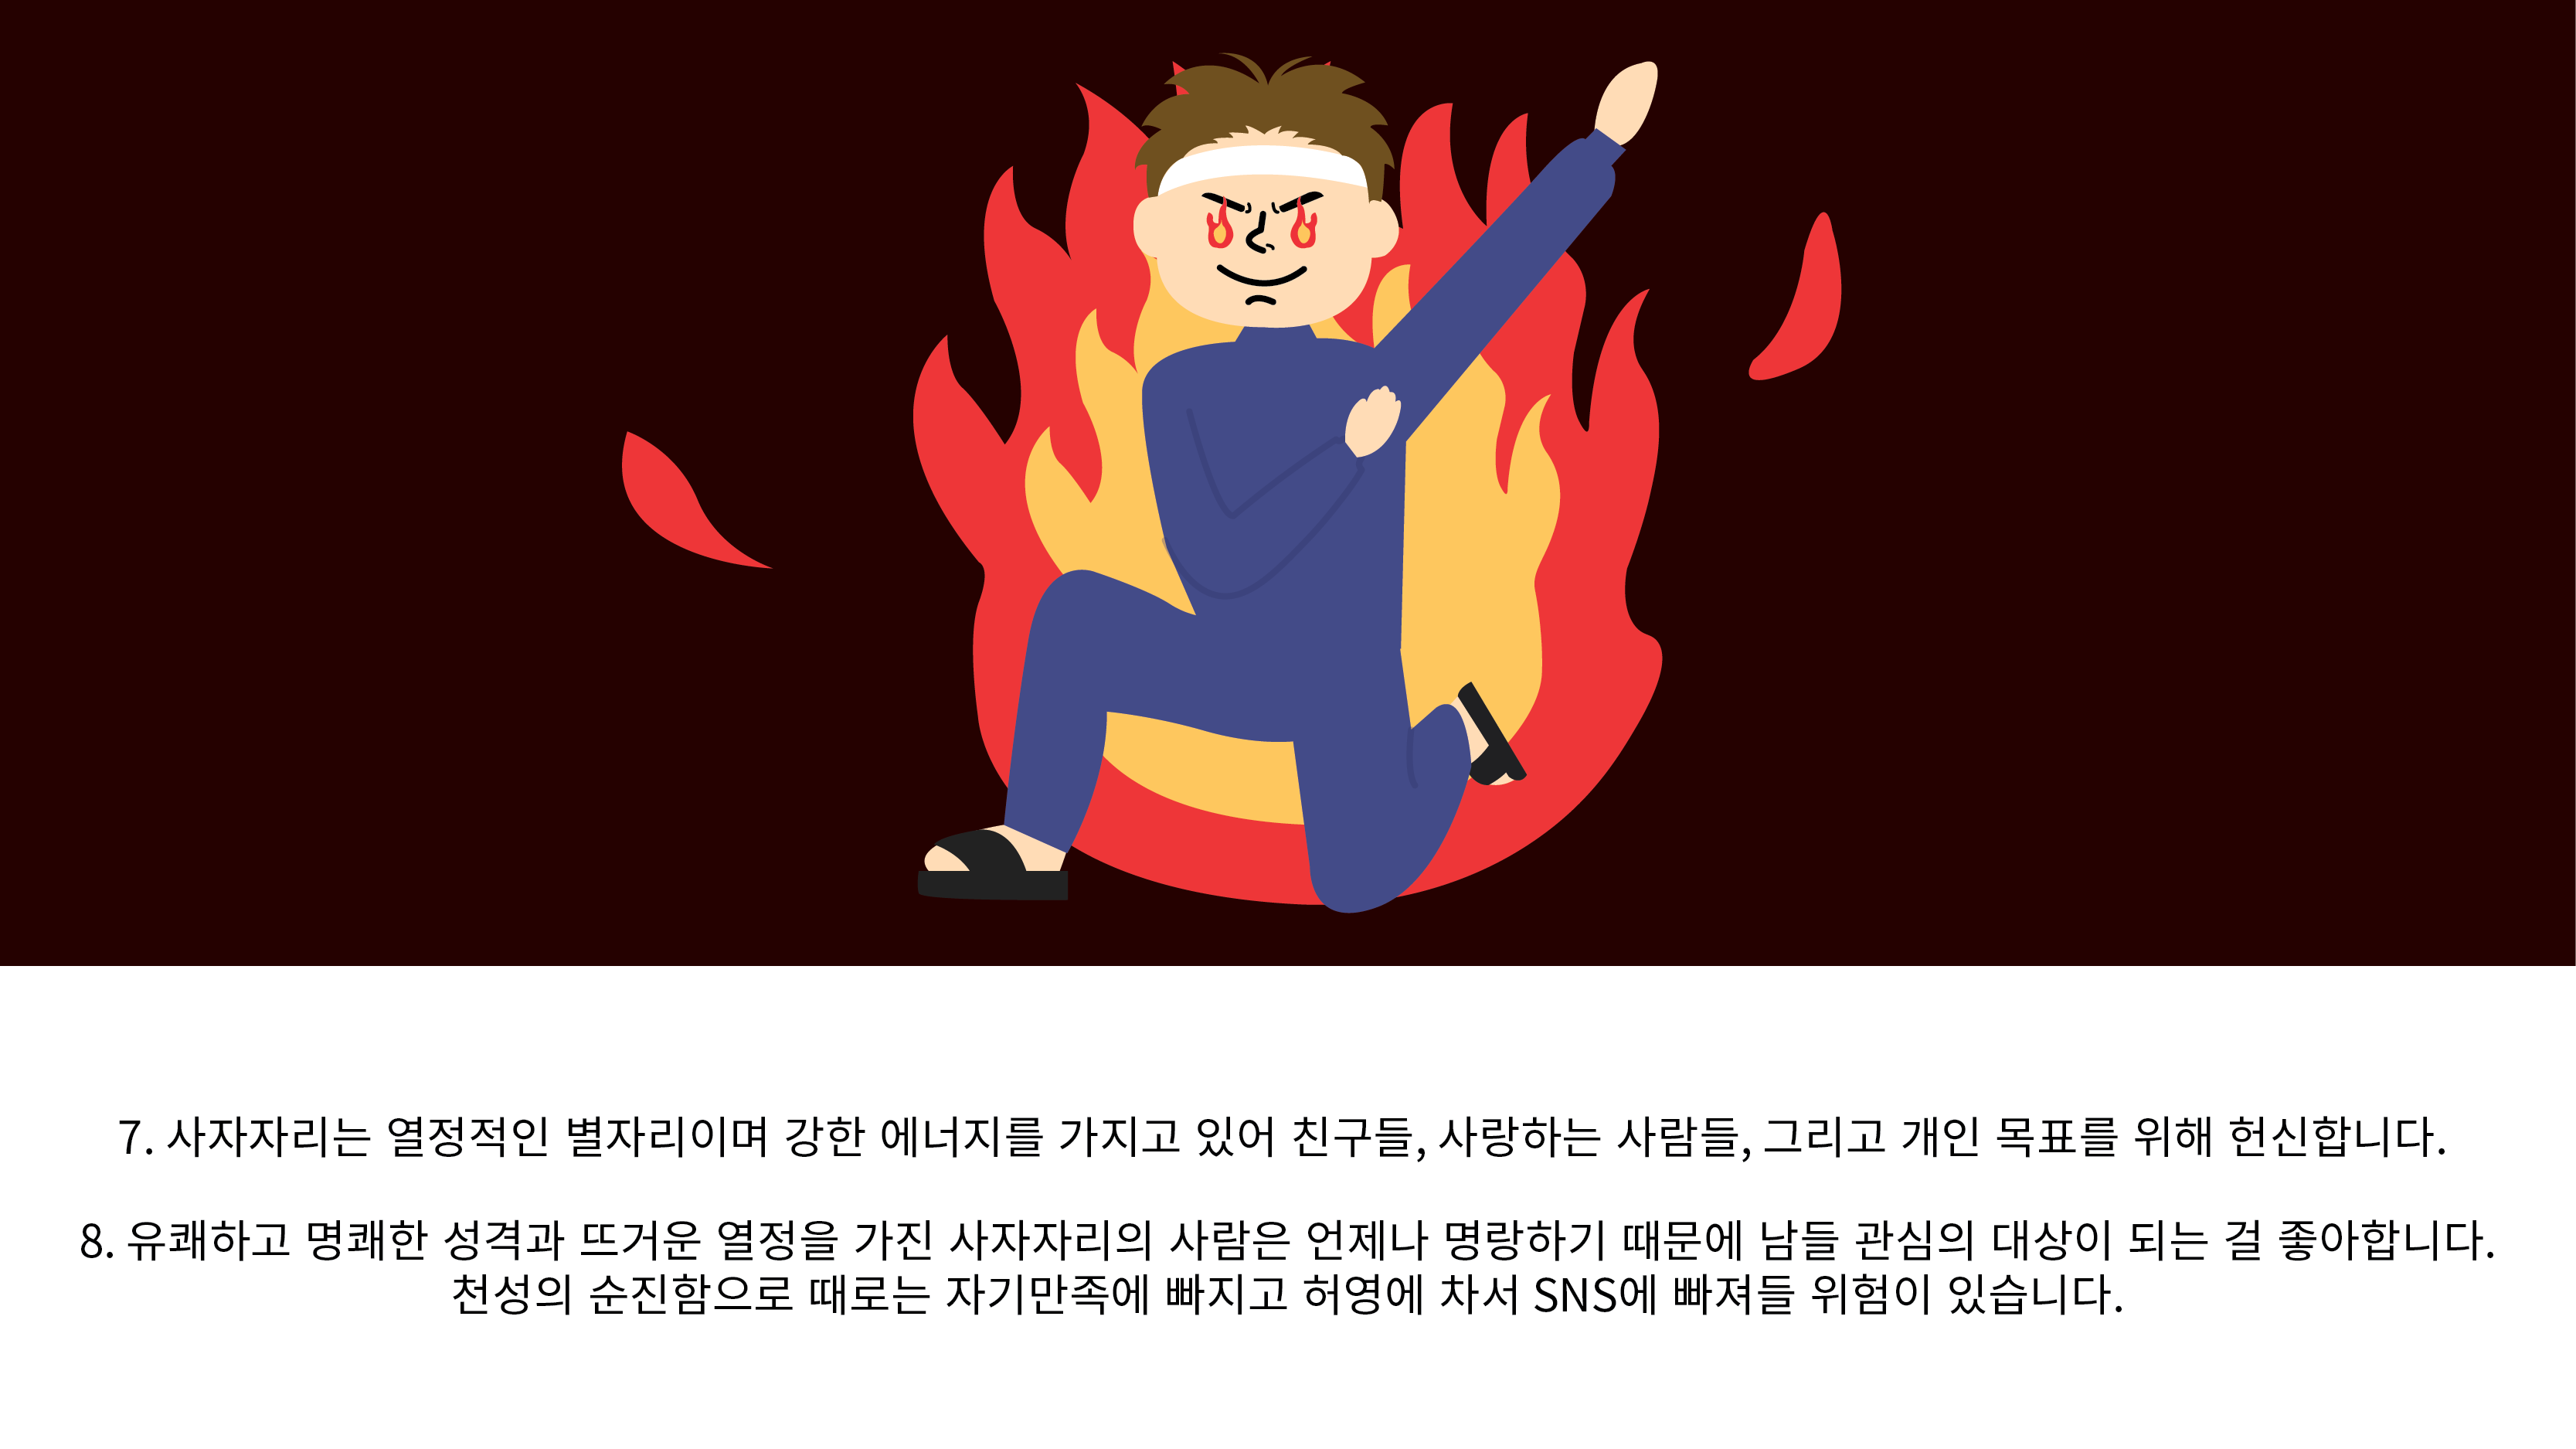 7. 사자자리는 열정적인 별자리이며 강한 에너지를 가지고 있어 친구들, 사랑하는 사람들, 그리고 개인 목표를 위해 헌신합니다.
8. 유쾌하고 명쾌한 성격과 뜨거운 열정을 가진 사자자리의 사람은 언제나 명랑하기 때문에 남들 관심의 대상이 되는 걸 좋아합니다.
천성의 순진함으로 때로는 자기만족에 빠지고 허영에 차서 SNS에 빠져들 위험이 있습니다.